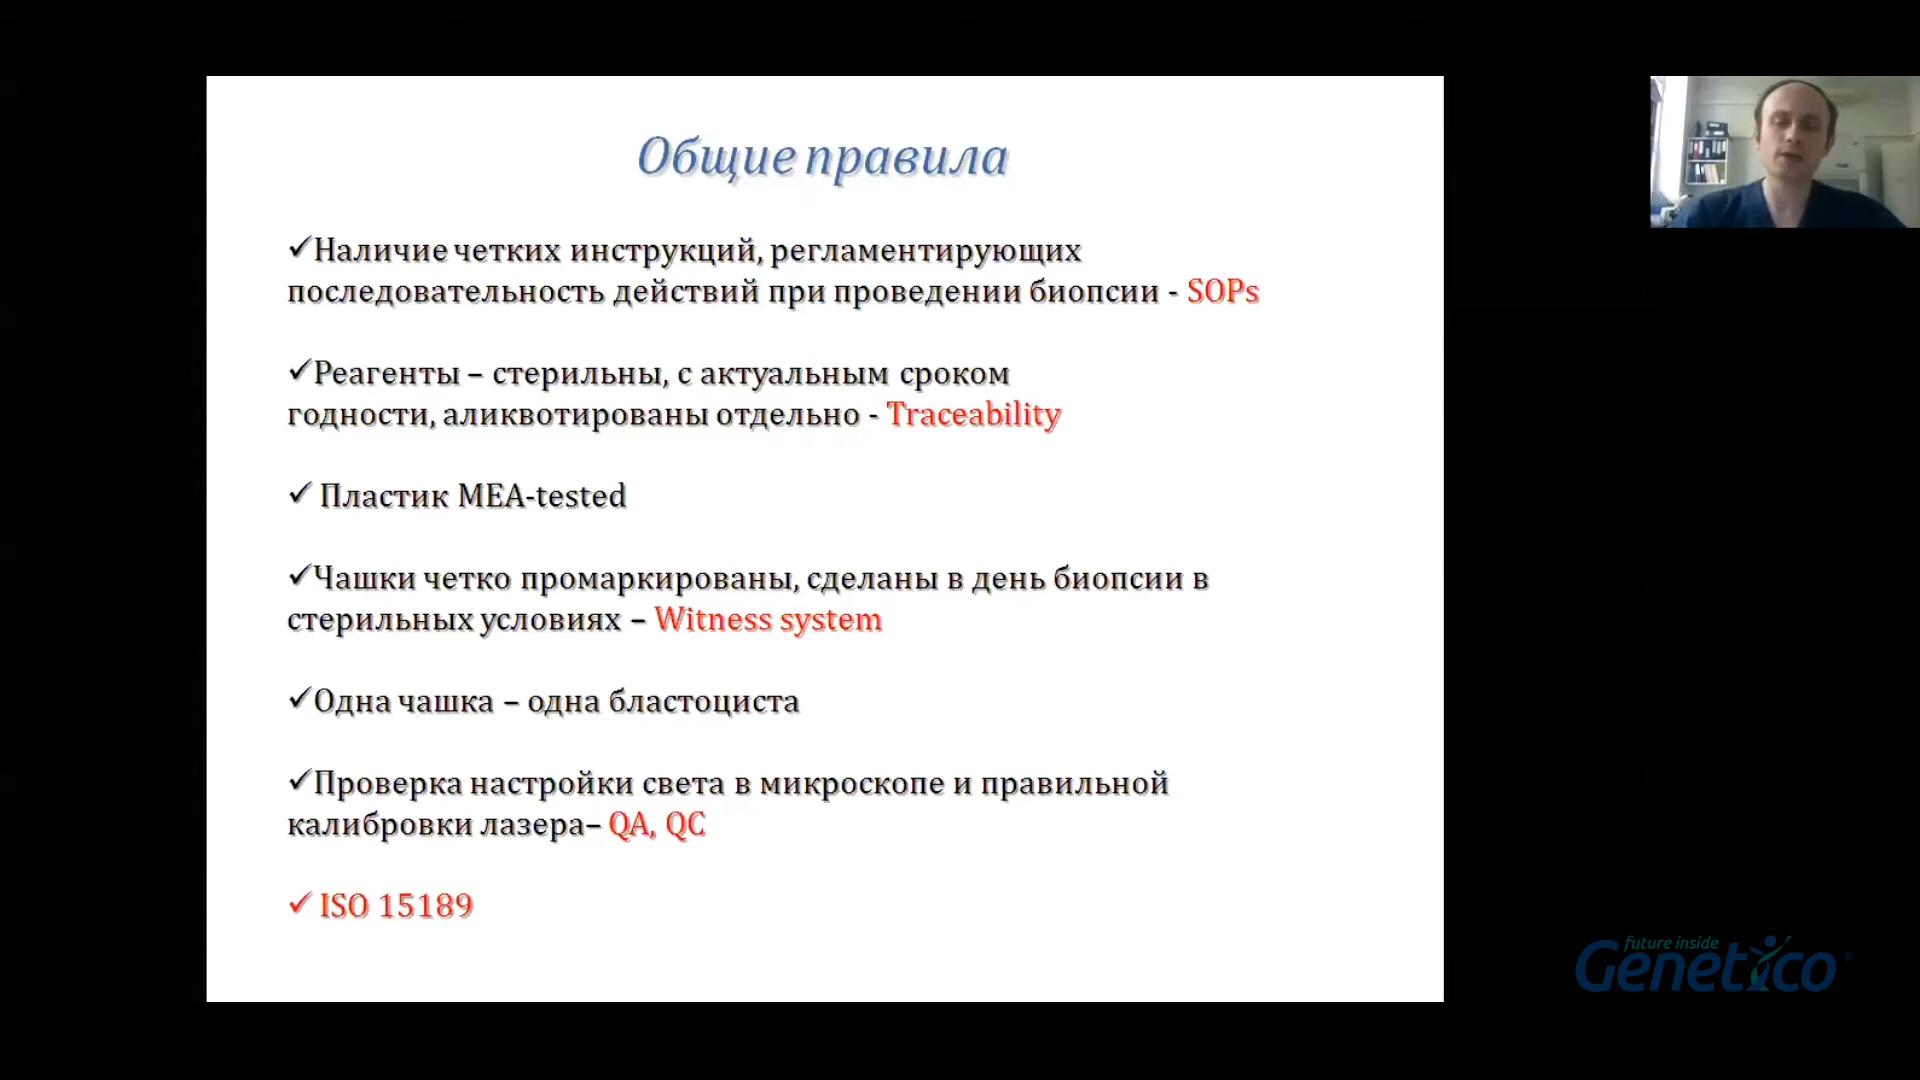 Общие правила
✓Наличие четких инструкций, регламентирующих
последовательность действий при проведении биопсии - SOPs
✓Реагенты – стерильны, с актуальным сроком
годности, аликвотированы отдельно - Traceability
✓ Пластик MEA-tested
✓Чашки четко промаркированы, сделаны в день биопсии в
стерильных условиях – Witness system
✓Одна чашка – одна бластоциста
✓Проверка настройки света в микроскопе и правильной
калибровки лазера– QA, QC
✓ ISO 15189
future inside
Genetico®